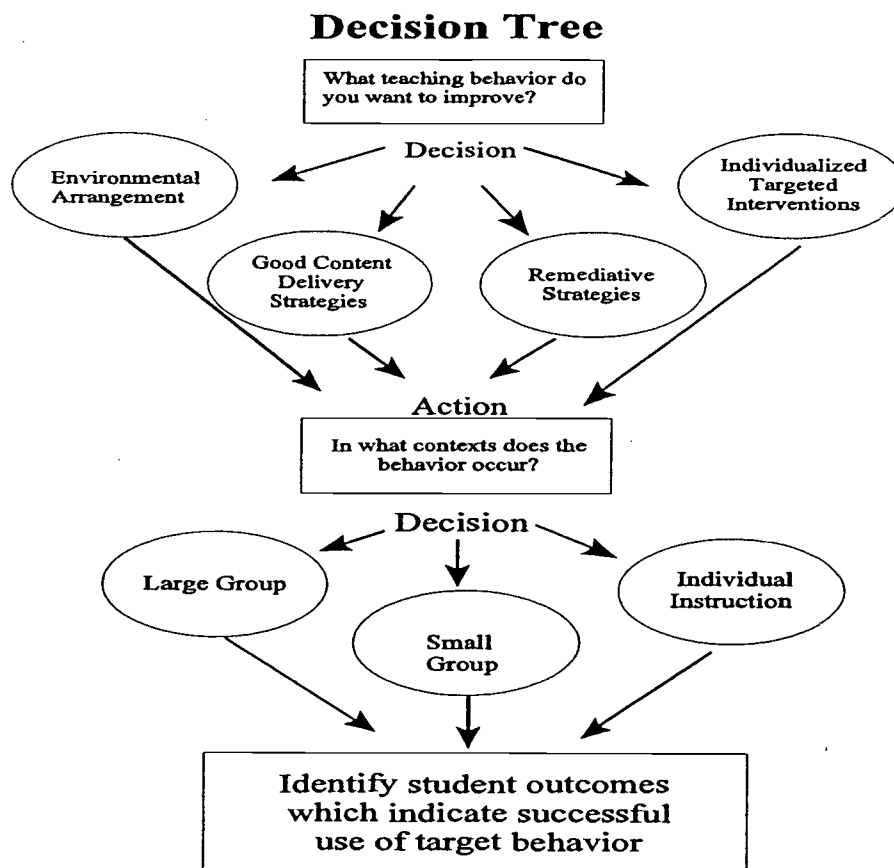 Decision Tree
What teaching behavior do
you want to improve?
Decision
Environmental
Arrangement
Individualized
Targeted
Interventions
Good Content
Delivery
Strategies
Remediative
Strategies
Action
In what contexts does the
behavior occur?
Decision
Large Group
Small
Group
Individual
Instruction
Identify student outcomes
which indicate successful
use of target behavior